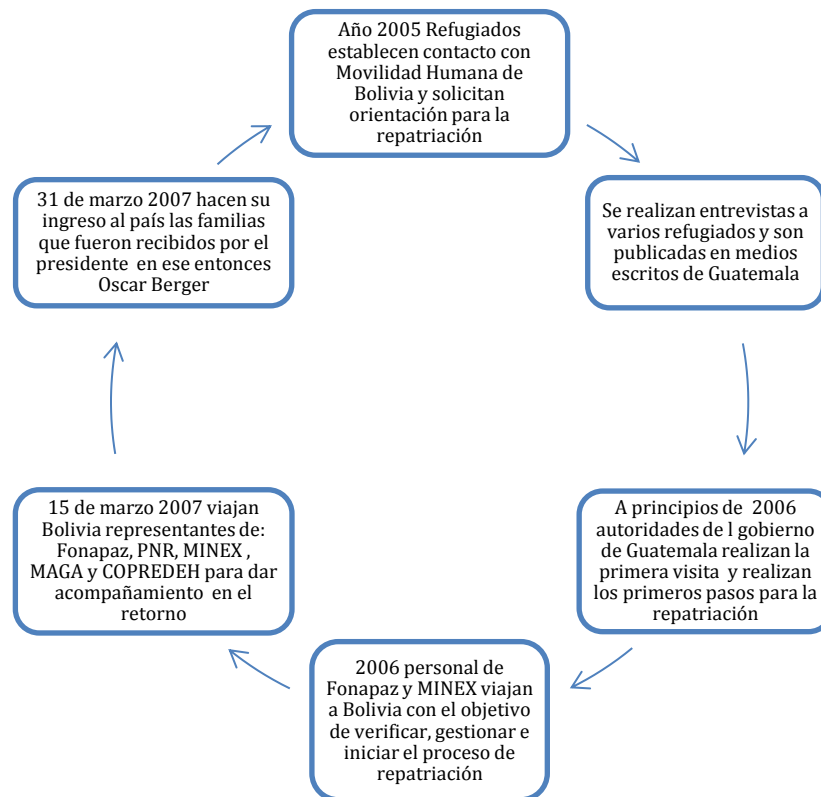 Año 2005 Refugiados
establecen contacto con
Movilidad Humana de
Bolivia y solicitan
orientación para la
repatriación
Se realizan entrevistas a
varios refugiados y son
publicadas en medios
escritos de Guatemala
A principios de 2006
autoridades de l gobierno
de Guatemala realizan la
primera visita y realizan
los primeros pasos para la
repatriación
2006 personal de
Fonapaz y MINEX viajan
a Bolivia con el objetivo
de verificar, gestionar e
iniciar el proceso de
repatriación
15 de marzo 2007 viajan
Bolivia representantes de:
Fonapaz, PNR, MINEX ,
MAGA y COPREDEH para dar
acompañamiento en el
retorno
31 de marzo 2007 hacen su
ingreso al país las familias
que fueron recibidos por el
presidente en ese entonces
Oscar Berger